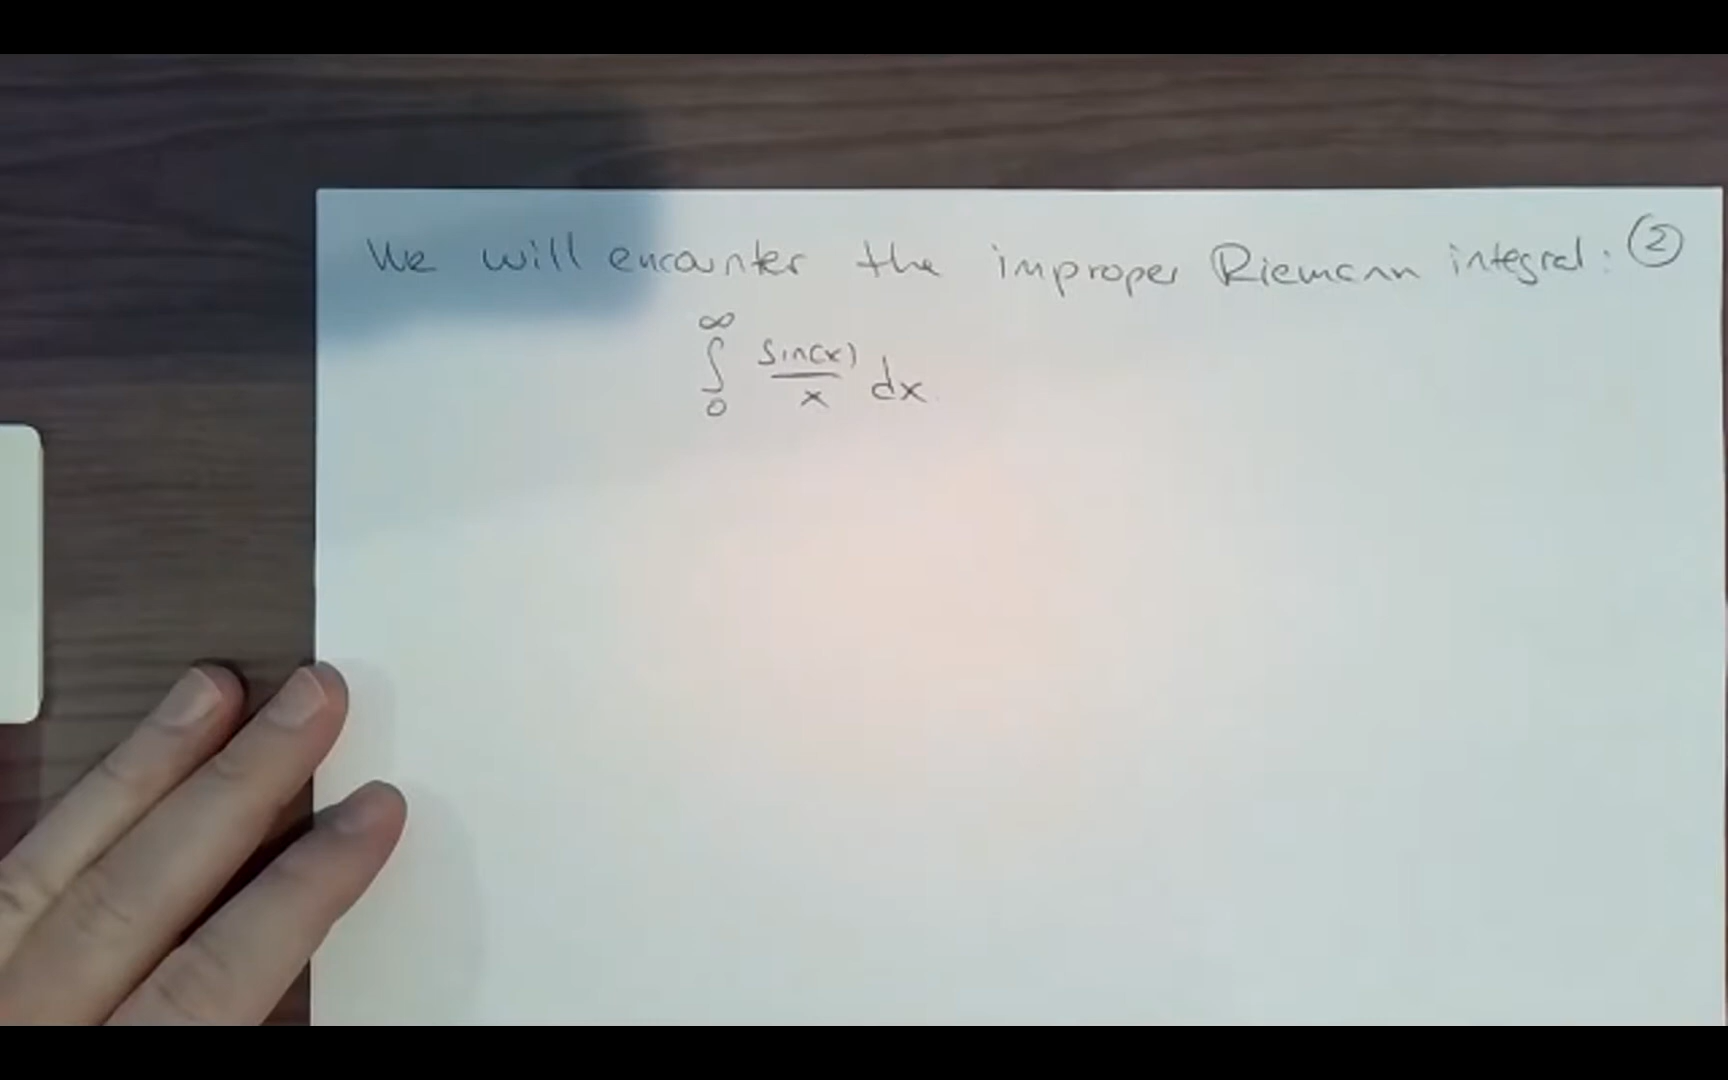 We will encounter the improper Riemann integral: ②
∞
∫ sin(x)/x dx
0